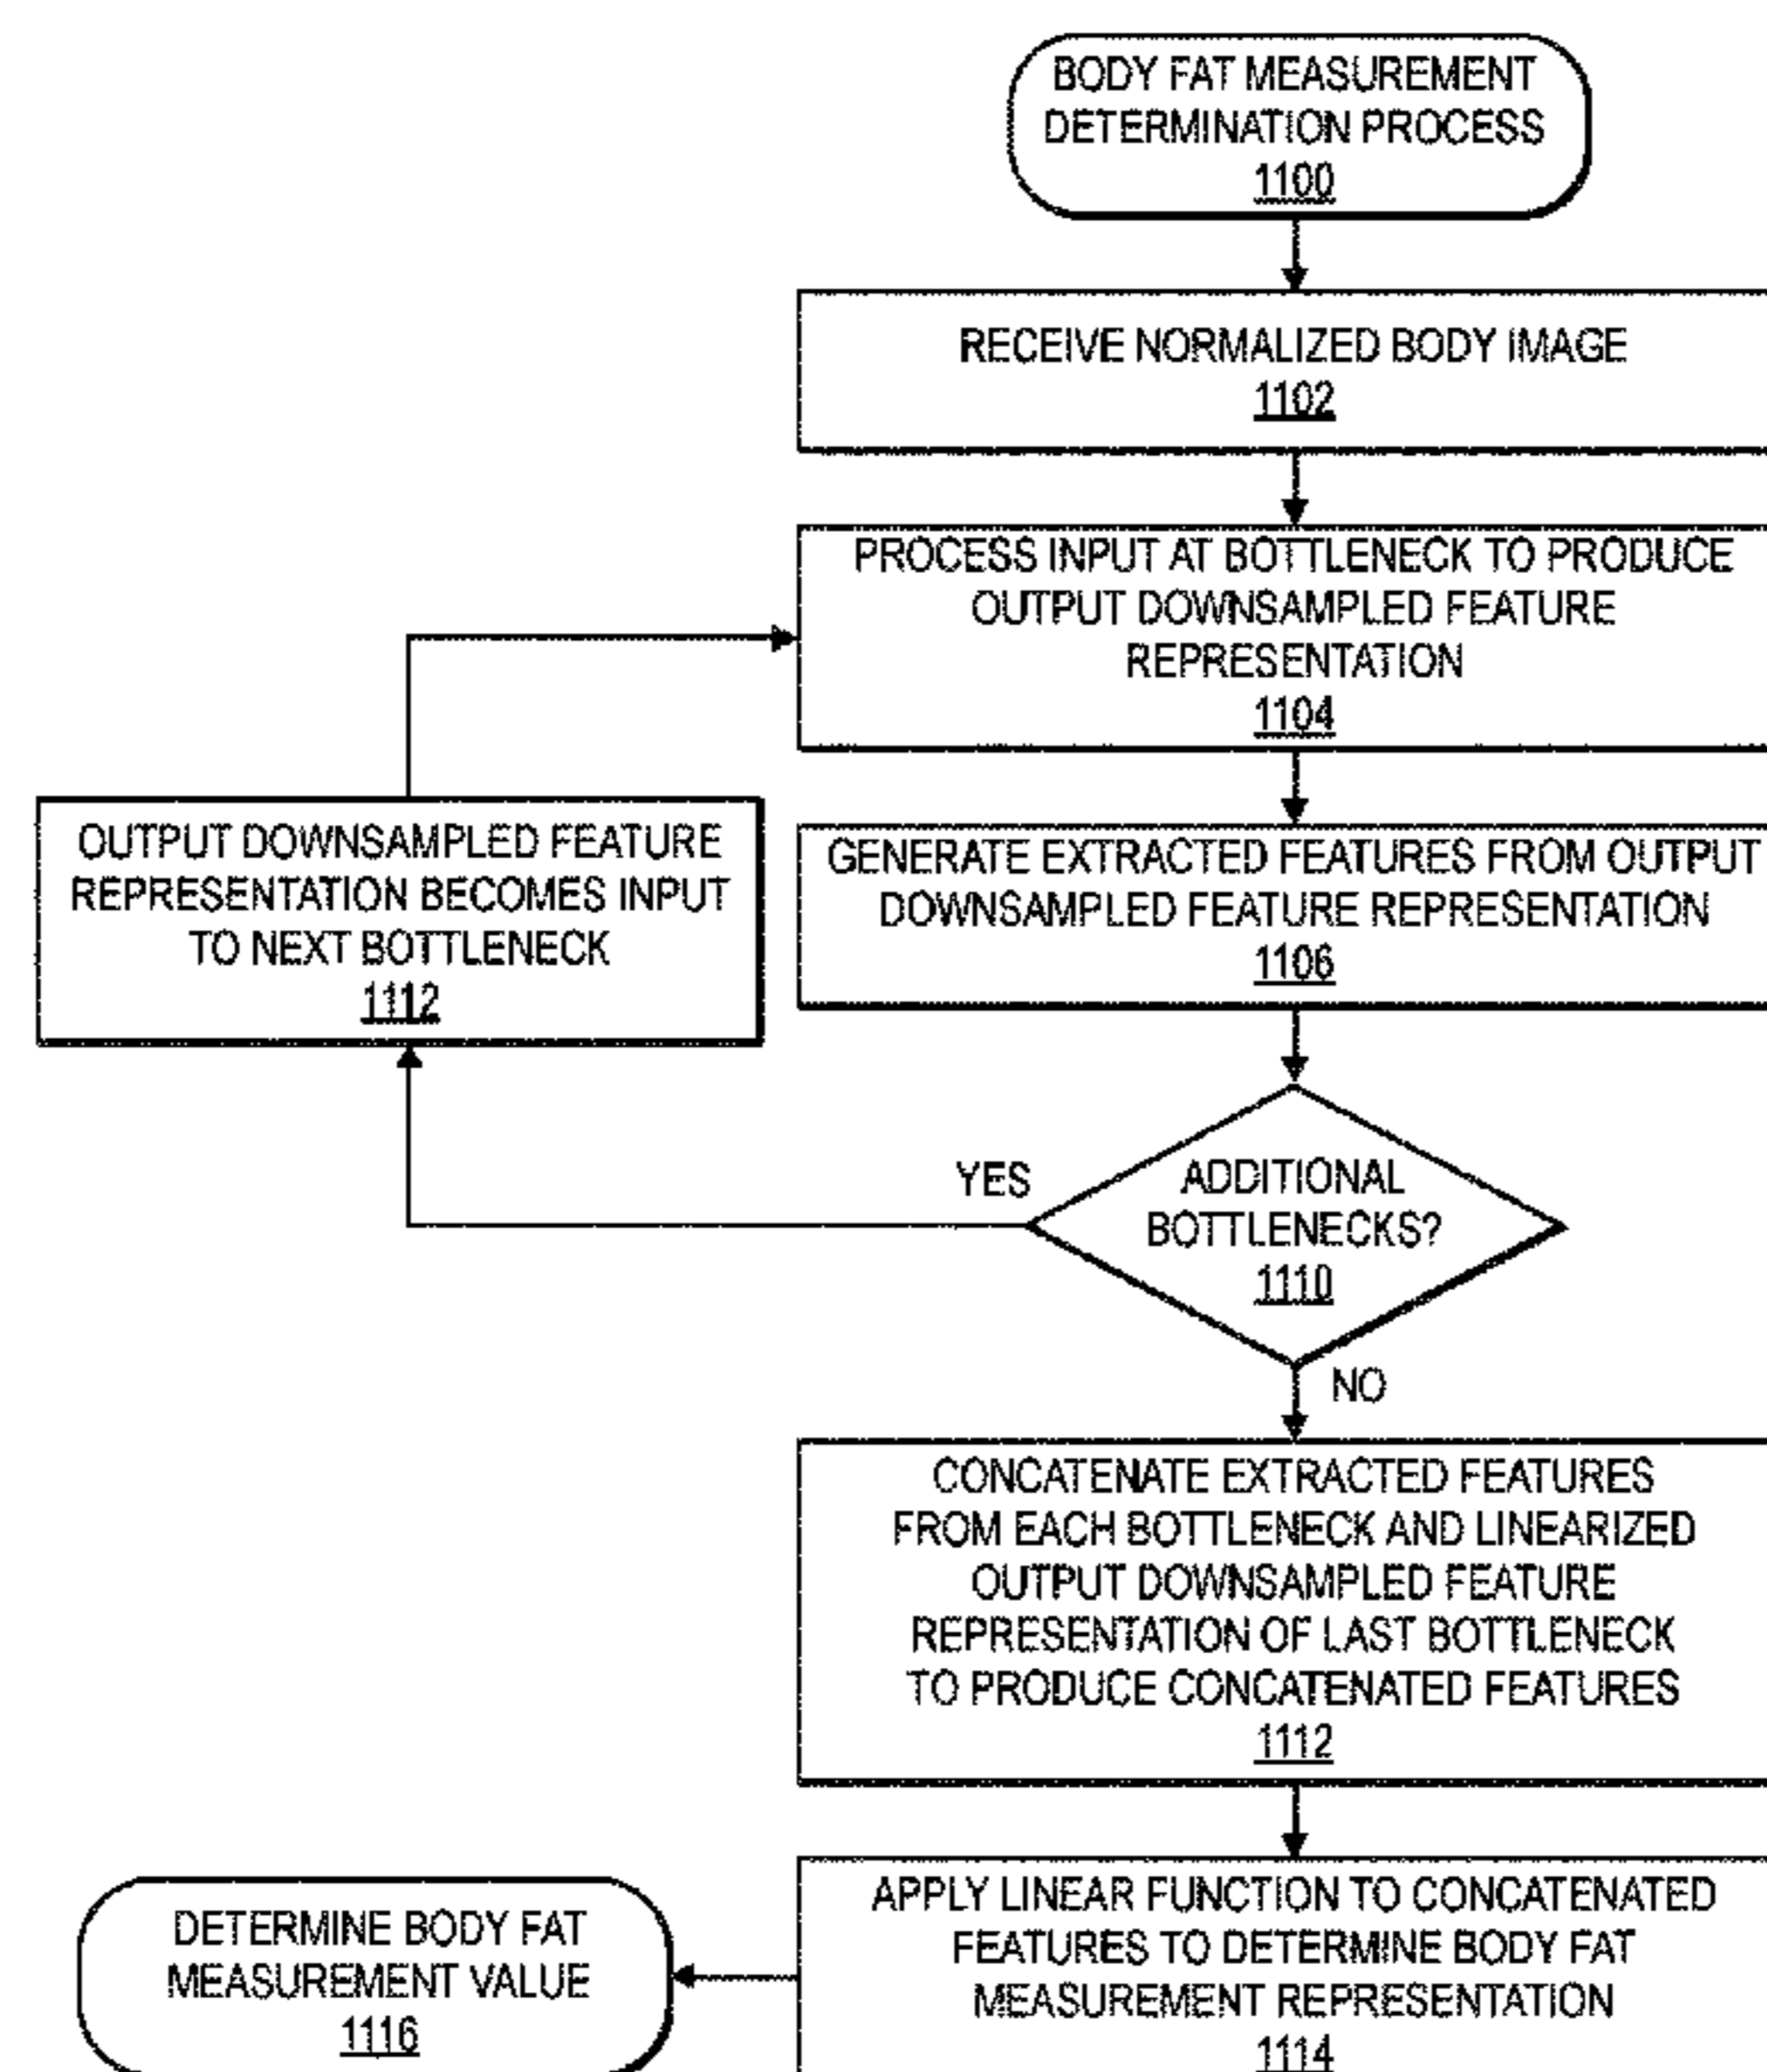 BODY FAT MEASUREMENT
DETERMINATION PROCESS
1100
RECEIVE NORMALIZED BODY IMAGE
1102
PROCESS INPUT AT BOTTLENECK TO PRODUCE
OUTPUT DOWNSAMPLED FEATURE
REPRESENTATION
1104
OUTPUT DOWNSAMPLED FEATURE
REPRESENTATION BECOMES INPUT
TO NEXT BOTTLENECK
1112
GENERATE EXTRACTED FEATURES FROM OUTPUT
DOWNSAMPLED FEATURE REPRESENTATION
1106
YES
ADDITIONAL
BOTTLENECKS?
1110
NO
CONCATENATE EXTRACTED FEATURES
FROM EACH BOTTLENECK AND LINEARIZED
OUTPUT DOWNSAMPLED FEATURE
REPRESENTATION OF LAST BOTTLENECK
TO PRODUCE CONCATENATED FEATURES
1112
APPLY LINEAR FUNCTION TO CONCATENATED
FEATURES TO DETERMINE BODY FAT
MEASUREMENT REPRESENTATION
1114
DETERMINE BODY FAT
MEASUREMENT VALUE
1116